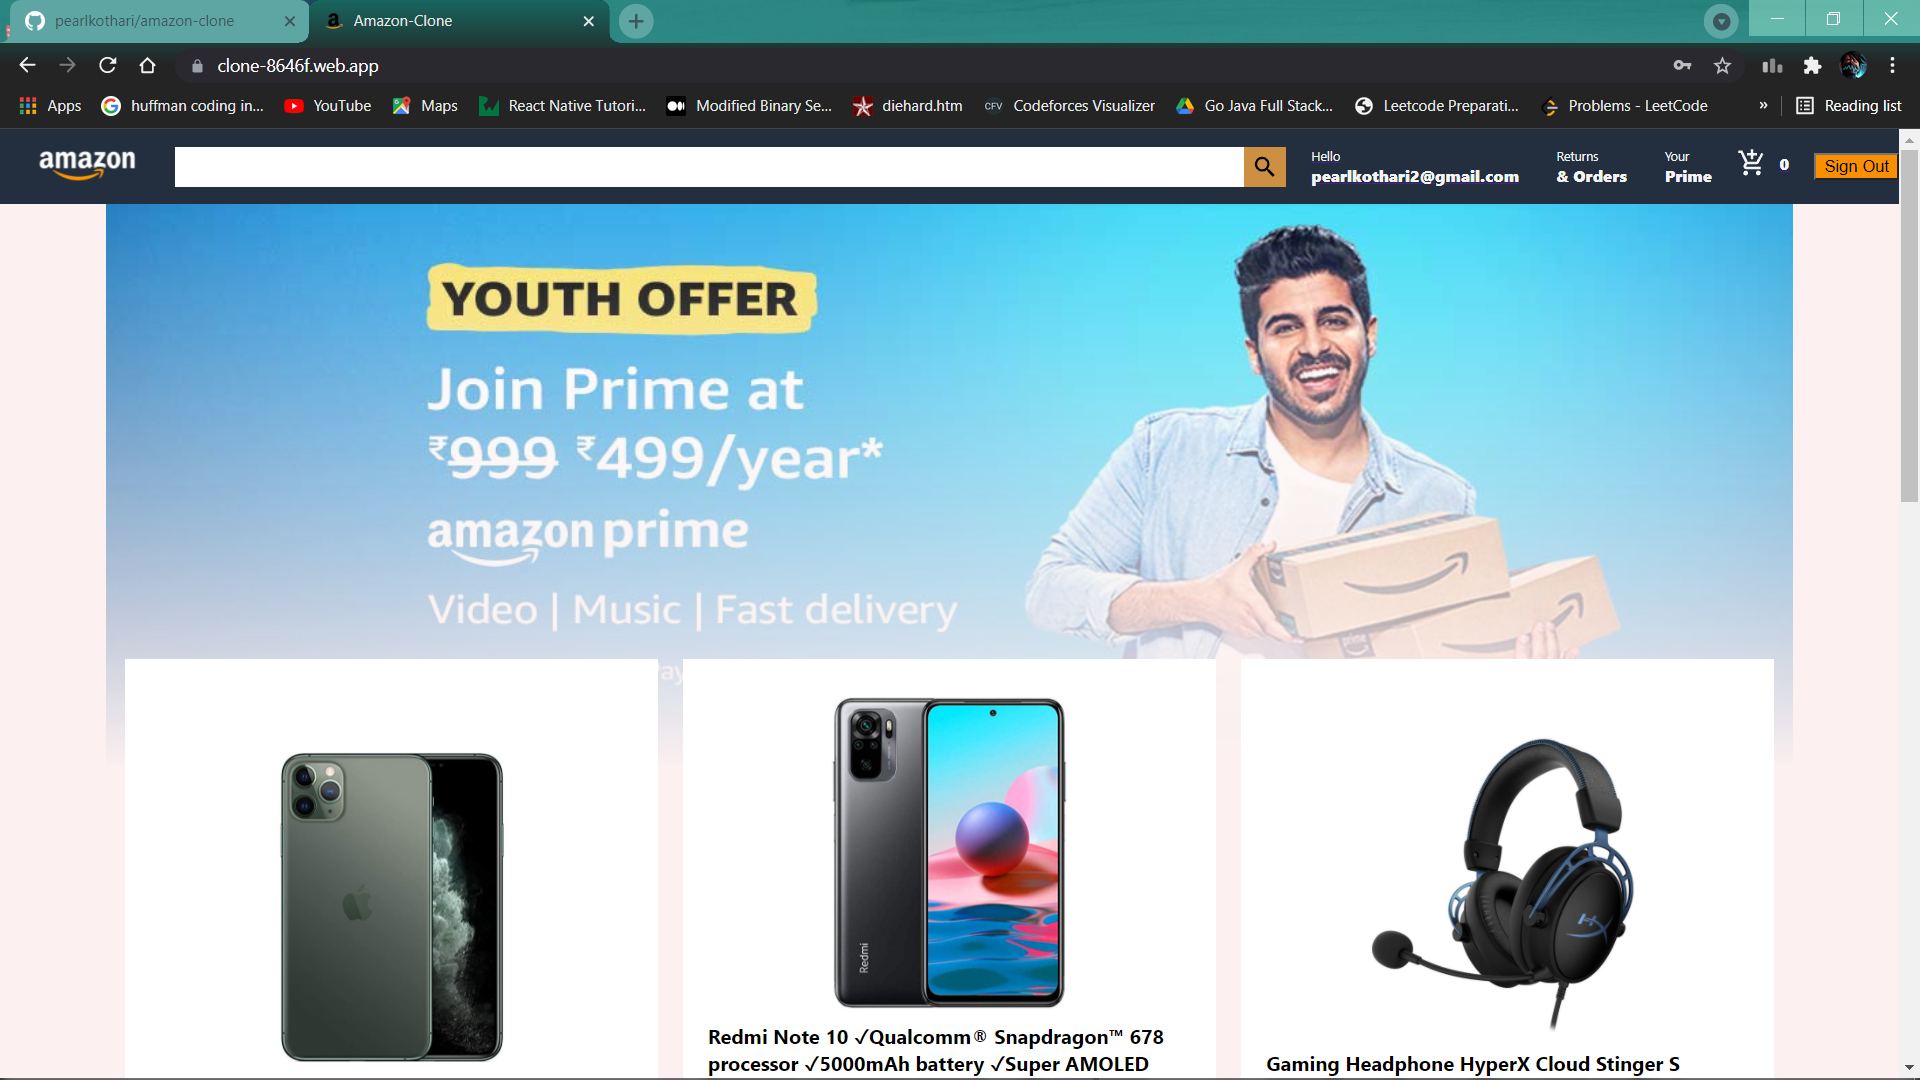 pearlkothari/amazon-clone
Amazon-Clone
clone-8646f.web.app
Apps
huffman coding in...
YouTube
Maps
React Native Tutori...
Modified Binary Se...
diehard.htm
CFV Codeforces Visualizer
Go Java Full Stack...
Leetcode Preparati...
Problems - LeetCode
»
Reading list
amazon
Hello
pearlkothari2@gmail.com
Returns
& Orders
Your
Prime
0
Sign Out
YOUTH OFFER
Join Prime at
₹999 ₹499/year*
amazon prime
Video | Music | Fast delivery
prime
Redmi
HX
Redmi Note 10 ✓Qualcomm® Snapdragon™ 678
processor ✓5000mAh battery ✓Super AMOLED
Gaming Headphone HyperX Cloud Stinger S